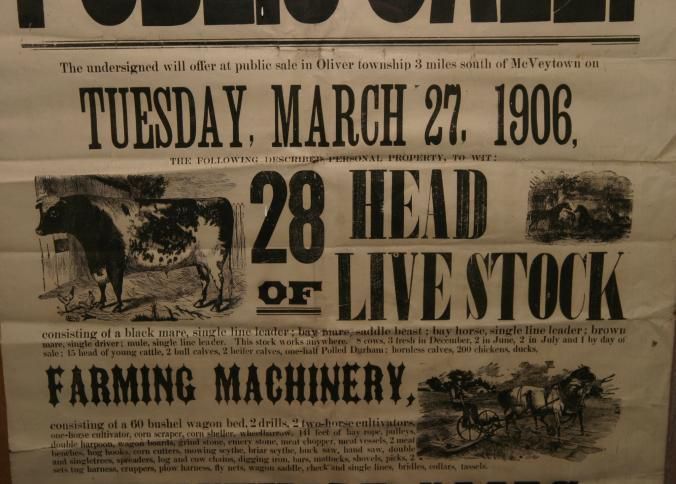 PUBLIC SALE!
The undersigned will offer at public sale in Oliver township 3 miles south of McVeytown on
TUESDAY, MARCH 27, 1906,
THE FOLLOWING DESCRIBED PERSONAL PROPERTY, TO WIT:
28 HEAD
OF LIVE STOCK
consisting of a black mare, single line leader; bay mare, saddle beast; bay horse, single line leader; brown
mare, single driver; mule, single line leader. This stock works anywhere. 8 cows, 3 fresh in December, 2 in June, 2 in July and 1 by day of
sale; 15 head of young cattle, 2 bull calves, 2 heifer calves, one-half Polled Durham; hornless calves, 200 chickens, ducks,
FARMING MACHINERY,
consisting of a 60 bushel wagon bed, 2 drills, 2 two-horse cultivators,
one-horse cultivator, corn scraper, corn sheller, wheelbarrow, 141 feet of hay rope, pulleys,
double harpoon, wagon boards, grind stone, emery stone, meat chopper, meat vessels, 2 meat
benches, hog hooks, corn cutters, mowing scythe, briar scythe, buck saw, hand saw, double
and singletrees, spreaders, log and cow chains, digging iron, bars, mattocks, shovels, picks, 2
sets tug harness, cruppers, plow harness, fly nets, wagon saddle, check and single lines, bridles, collars, tassels.